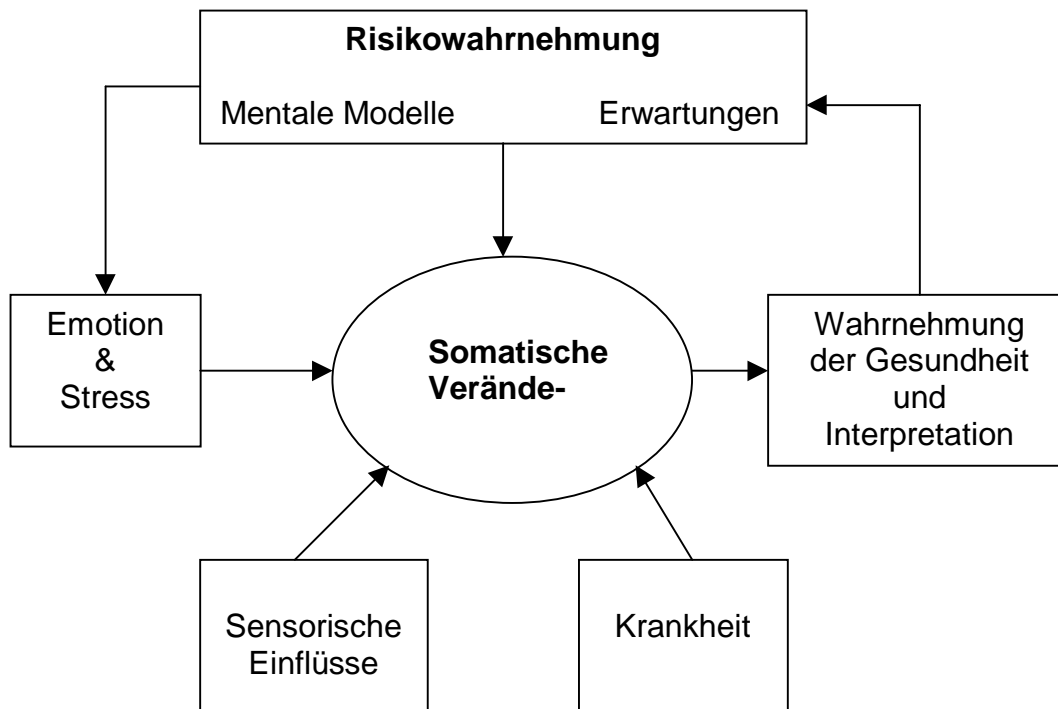 Risikowahrnehmung
Mentale Modelle Erwartungen
Emotion
&
Stress
Somatische
Verände-
Wahrnehmung
der Gesundheit
und
Interpretation
Sensorische
Einflüsse
Krankheit